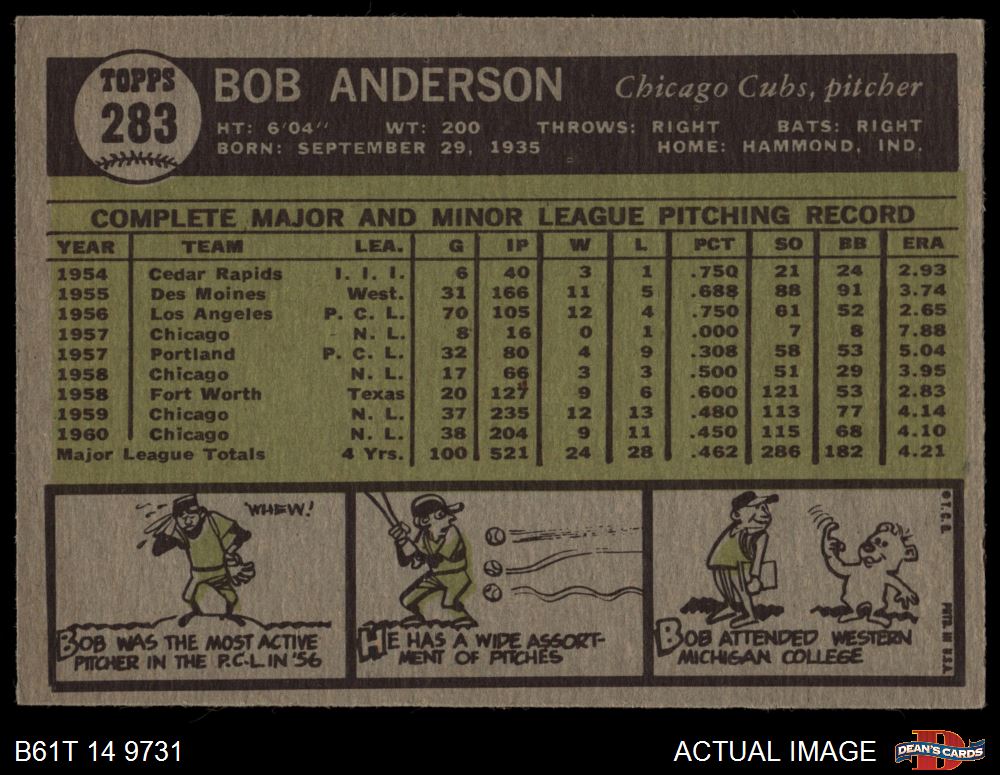 TOPPS
283
BOB ANDERSON Chicago Cubs, pitcher
HT: 6'04" WT: 200 THROWS: RIGHT BATS: RIGHT
BORN: SEPTEMBER 29, 1935 HOME: HAMMOND, IND.
COMPLETE MAJOR AND MINOR LEAGUE PITCHING RECORD
YEAR TEAM LEA. G IP W L PCT SO BB ERA
1954 Cedar Rapids I. I. I. 6 40 3 1 .750 21 24 2.93
1955 Des Moines West. 31 166 11 5 .688 88 91 3.74
1956 Los Angeles P. C. L. 70 105 12 4 .750 61 52 2.65
1957 Chicago N. L. 8 16 0 1 .000 7 8 7.88
1957 Portland P. C. L. 32 80 4 9 .308 58 53 5.04
1958 Chicago N. L. 17 66 3 3 .500 51 29 3.95
1958 Fort Worth Texas 20 127 9 6 .600 121 53 2.83
1959 Chicago N. L. 37 235 12 13 .480 113 77 4.14
1960 Chicago N. L. 38 204 9 11 .450 115 68 4.10
Major League Totals 4 Yrs. 100 521 24 28 .462 286 182 4.21
"WHEW!
BOB WAS THE MOST ACTIVE
PITCHER IN THE P.C.L. IN '56
HE HAS A WIDE ASSORT-
MENT OF PITCHES
BOB ATTENDED WESTERN
MICHIGAN COLLEGE
© T.C.G. PRTD. IN U.S.A.
B61T 14 9731
ACTUAL IMAGE
DEAN'S CARDS